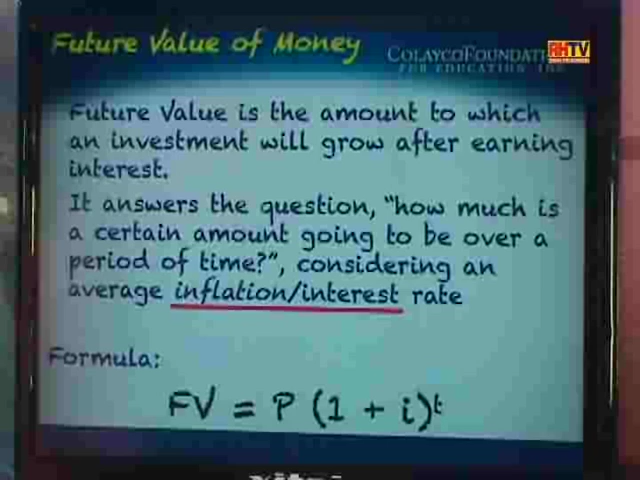 Future Value of Money
COLAYCOFOUNDATI
FOR EDUCATION, INC
RHTV
Future Value is the amount to which
an investment will grow after earning
interest.
It answers the question, "how much is
a certain amount going to be over a
period of time?", considering an
average inflation/interest rate
Formula:
FV = P (1 + i)ᵗ